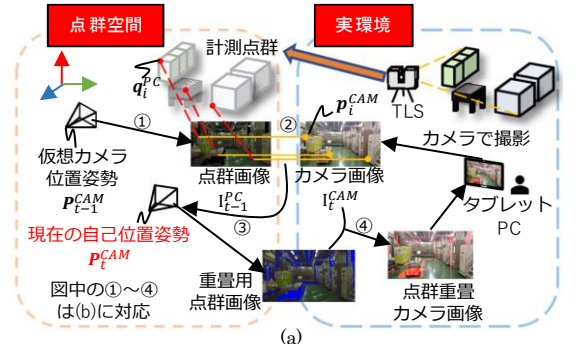 点群空間
実環境
計測点群
q_i^{PC}
①
②
p_i^{CAM}
TLS
カメラで撮影
仮想カメラ
位置姿勢
P_{t-1}^{CAM}
点群画像
カメラ画像
I_{t-1}^{PC}
I_t^{CAM}
タブレット
PC
③
④
現在の自己位置姿勢
P_t^{CAM}
重畳用
点群画像
点群重畳
カメラ画像
図中の①~④
は(b)に対応
(a)